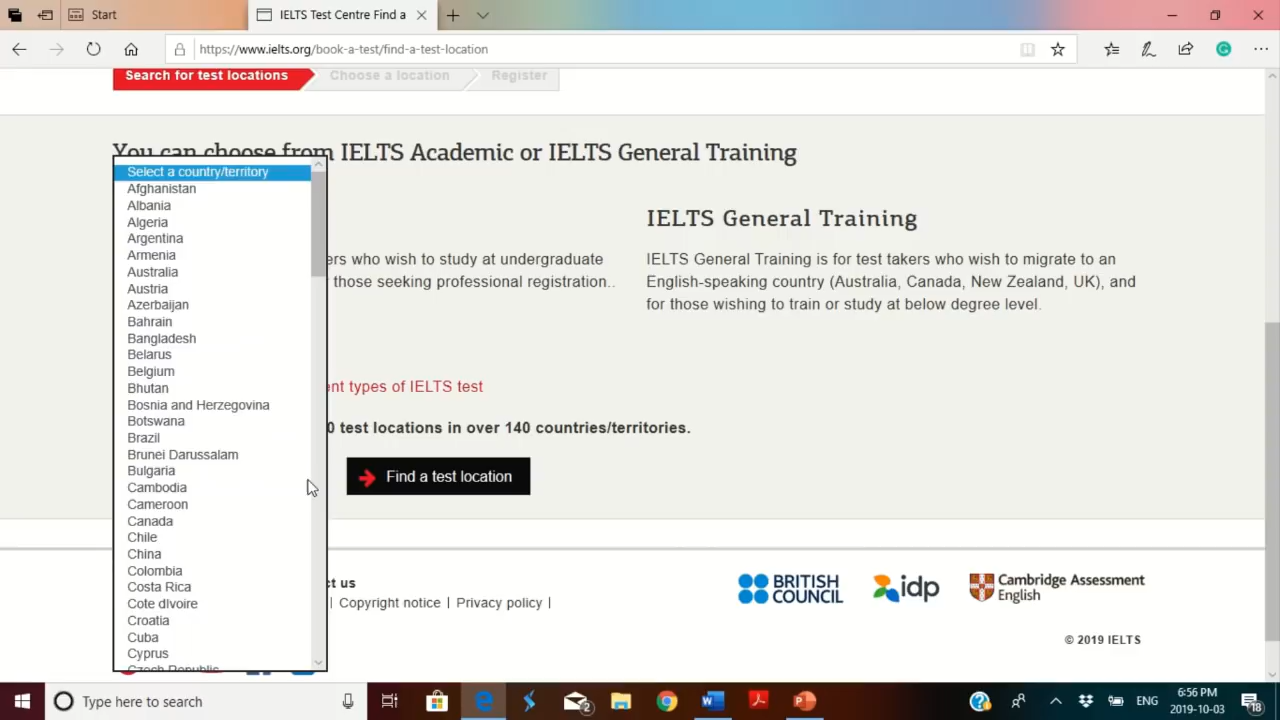 Start
IELTS Test Centre Find a
https://www.ielts.org/book-a-test/find-a-test-location
Search for test locations
Choose a location
Register
You can choose from IELTS Academic or IELTS General Training
Select a country/territory
Afghanistan
Albania
Algeria
Argentina
Armenia
Australia
Austria
Azerbaijan
Bahrain
Bangladesh
Belarus
Belgium
Bhutan
Bosnia and Herzegovina
Botswana
Brazil
Brunei Darussalam
Bulgaria
Cambodia
Cameroon
Canada
Chile
China
Colombia
Costa Rica
Cote dIvoire
Croatia
Cuba
Cyprus
Czech Republic
who wish to study at undergraduate
those seeking professional registration..
IELTS General Training
IELTS General Training is for test takers who wish to migrate to an
English-speaking country (Australia, Canada, New Zealand, UK), and
for those wishing to train or study at below degree level.
types of IELTS test
0 test locations in over 140 countries/territories.
Find a test location
us
| Copyright notice | Privacy policy |
BRITISH
COUNCIL
idp
Cambridge Assessment
English
© 2019 IELTS
Type here to search
2
ENG
6:56 PM
2019-10-03
18